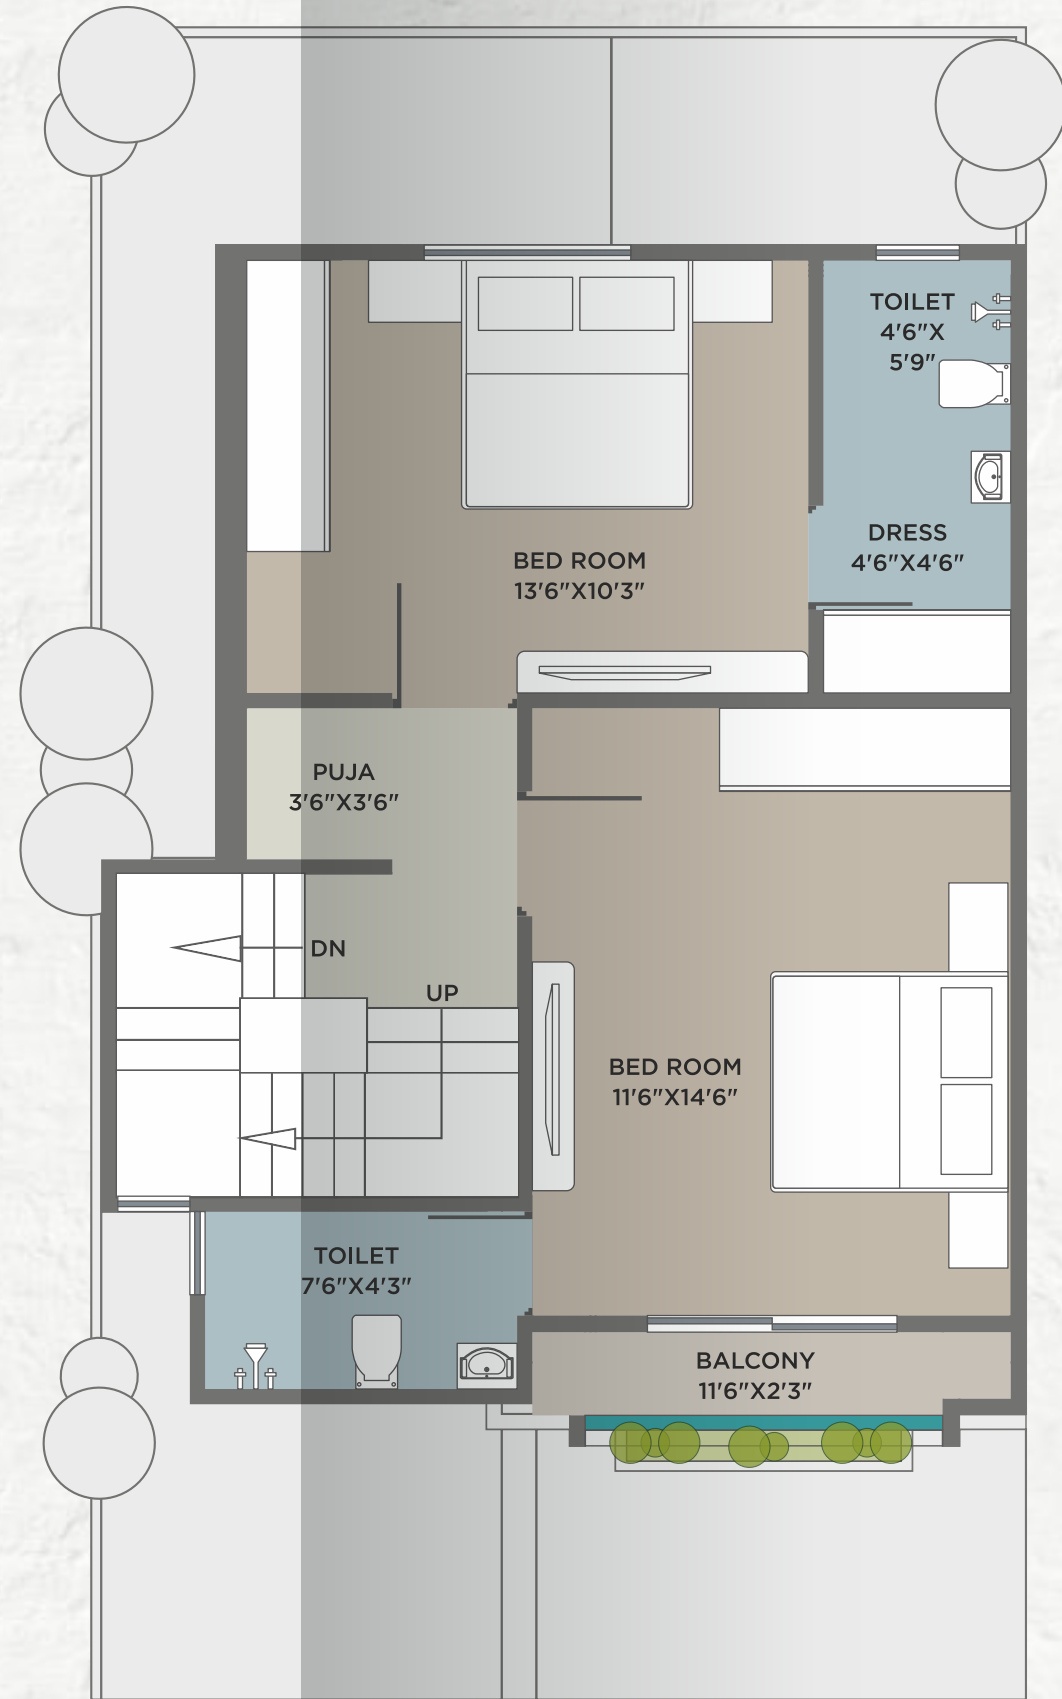 TOILET
4'6"X
5'9"
DRESS
4'6"X4'6"
BED ROOM
13'6"X10'3"
PUJA
3'6"X3'6"
DN
UP
BED ROOM
11'6"X14'6"
TOILET
7'6"X4'3"
BALCONY
11'6"X2'3"